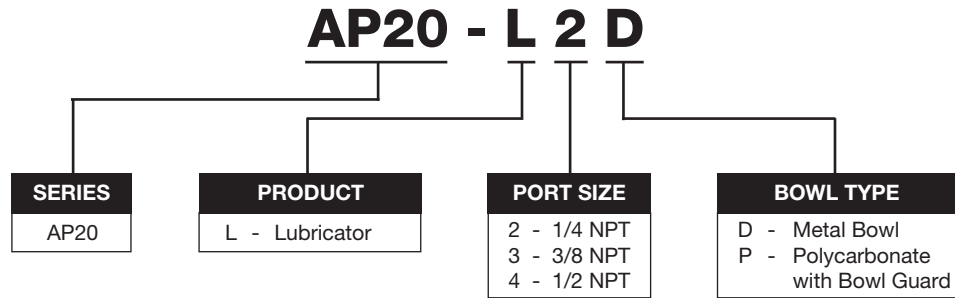 AP20 - L 2 D
SERIES
AP20
PRODUCT
L - Lubricator
PORT SIZE
2 - 1/4 NPT
3 - 3/8 NPT
4 - 1/2 NPT
BOWL TYPE
D - Metal Bowl
P - Polycarbonate
with Bowl Guard